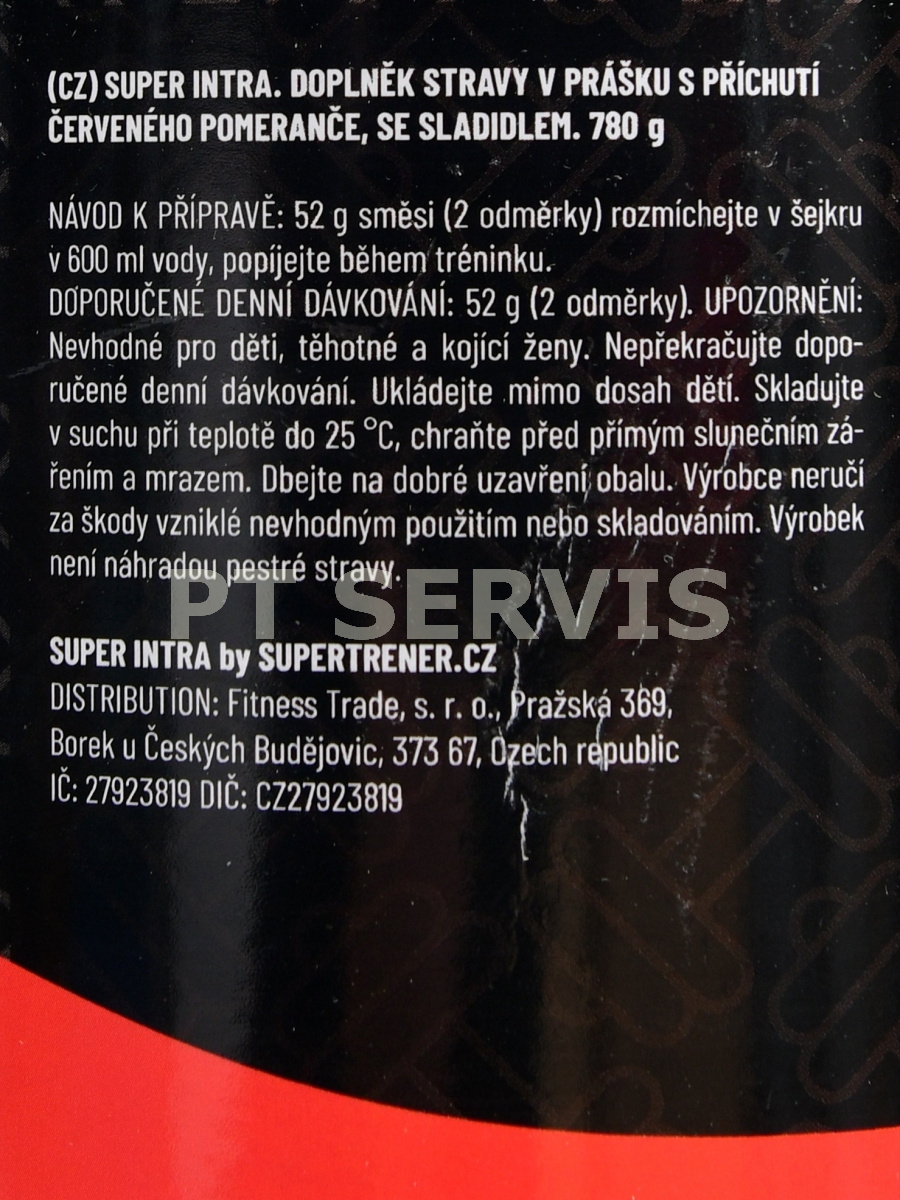 (CZ) SUPER INTRA. DOPLNĚK STRAVY V PRÁŠKU S PŘÍCHUTÍ
ČERVENÉHO POMERANČE, SE SLADIDLEM. 780 g
NÁVOD K PŘÍPRAVĚ: 52 g směsi (2 odměrky) rozmíchejte v šejkru
v 600 ml vody, popíjejte během tréninku.
DOPORUČENÉ DENNÍ DÁVKOVÁNÍ: 52 g (2 odměrky). UPOZORNĚNÍ:
Nevhodné pro děti, těhotné a kojící ženy. Nepřekračujte dopo-
ručené denní dávkování. Ukládejte mimo dosah dětí. Skladujte
v suchu při teplotě do 25 °C, chraňte před přímým slunečním zá-
řením a mrazem. Dbejte na dobré uzavření obalu. Výrobce neručí
za škody vzniklé nevhodným použitím nebo skladováním. Výrobek
není náhradou pestré stravy.
PT SERVIS
SUPER INTRA by SUPERTRENER.CZ
DISTRIBUTION: Fitness Trade, s. r. o., Pražská 369,
Borek u Českých Budějovic, 373 67, Czech republic
IČ: 27923819 DIČ: CZ27923819